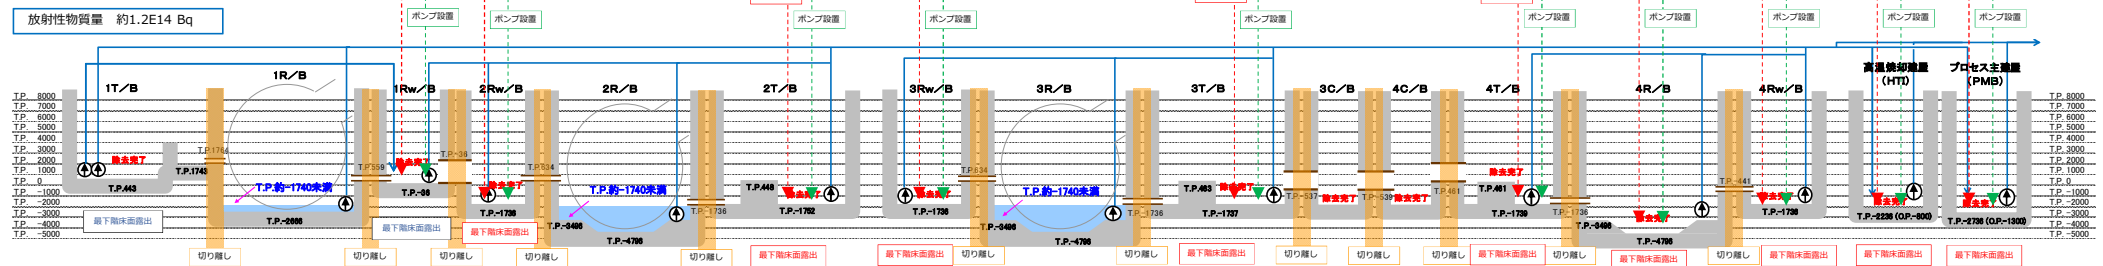 放射性物質量　約1.2E14 Bq
ポンプ設置
ポンプ設置
ポンプ設置
ポンプ設置
ポンプ設置
ポンプ設置
ポンプ設置
ポンプ設置
ポンプ設置
1T／B
1R／B
1Rw／B
2Rw／B
2R／B
2T／B
3Rw／B
3R／B
3T／B
3C／B
4C／B
4T／B
4R／B
4Rw／B
高温焼却建屋
（HTI）
プロセス主建屋
（PMB）
T.P. 8000
T.P. 7000
T.P. 6000
T.P. 5000
T.P. 4000
T.P. 3000
T.P. 2000
T.P. 1000
T.P. 0
T.P. -1000
T.P. -2000
T.P. -3000
T.P. -4000
T.P. -5000
T.P. 8000
T.P. 7000
T.P. 6000
T.P. 5000
T.P. 4000
T.P. 3000
T.P. 2000
T.P. 1000
T.P. 0
T.P. -1000
T.P. -2000
T.P. -3000
T.P. -4000
T.P. -5000
除去完了
T.P.443
T.P.1743
T.P.1764
T.P.約-1740未満
T.P.-2666
T.P.559
除去完了
T.P.-36
T.P.-36
除去完了
T.P.-1736
T.P.634
T.P.約-1740未満
T.P.-3496
T.P.-4796
T.P.-1736
T.P.448
除去完了
T.P.-1752
除去完了
T.P.-1736
T.P.634
T.P.約-1740未満
T.P.-3496
T.P.-4796
T.P.-1736
T.P.463
除去完了
T.P.-1737
T.P.-537
除去完了
T.P.-539
除去完了
T.P.461
T.P.461
除去完了
T.P.-1739
T.P.-1736
T.P.-3496
除去完了
T.P.-4796
T.P.-441
除去完了
T.P.-1736
除去完了
T.P.-2236 (O.P.-800)
除去完了
T.P.-2736 (O.P.-1300)
最下階床面露出
切り離し
切り離し
最下階床面露出
切り離し
最下階床面露出
切り離し
切り離し
最下階床面露出
最下階床面露出
切り離し
切り離し
最下階床面露出
切り離し
切り離し
切り離し
最下階床面露出
切り離し
最下階床面露出
切り離し
最下階床面露出
最下階床面露出
最下階床面露出